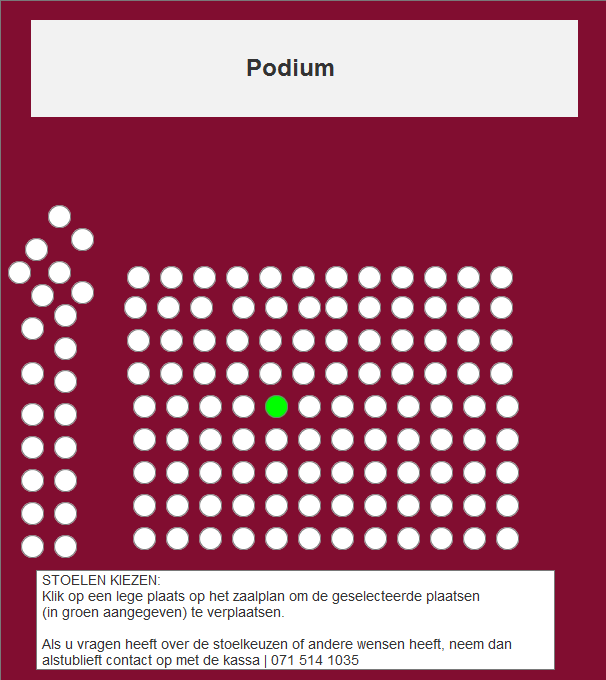 Podium
STOELEN KIEZEN:
Klik op een lege plaats op het zaalplan om de geselecteerde plaatsen
(in groen aangegeven) te verplaatsen.
Als u vragen heeft over de stoelkeuzen of andere wensen heeft, neem dan
alstublieft contact op met de kassa | 071 514 1035